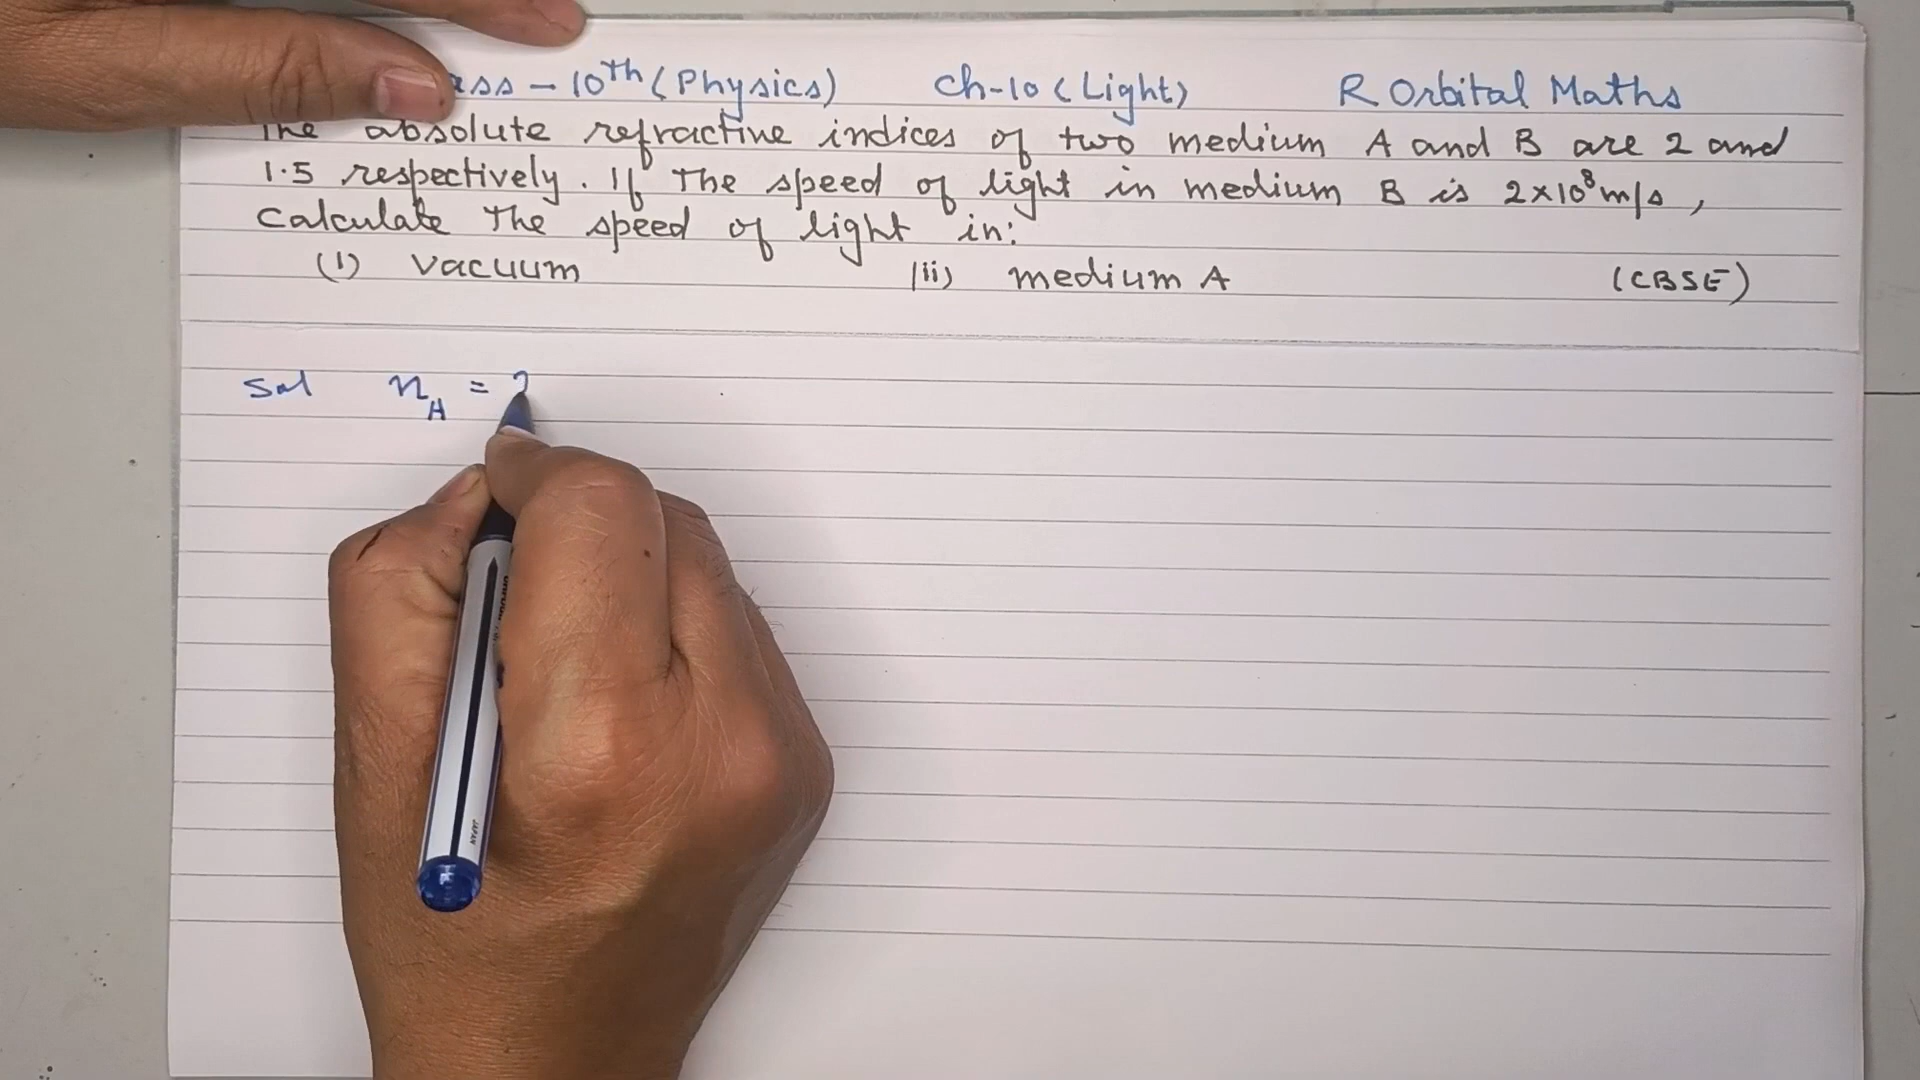 10th (Physics) Ch-10 (Light) R Orbital Maths
The absolute refractive indices of two medium A and B are 2 and
1.5 respectively. If The speed of light in medium B is 2×10⁸ m/s,
Calculate The speed of light in:
(i) Vacuum (ii) medium A (CBSE)
Sol n_A = 2
JAPAN